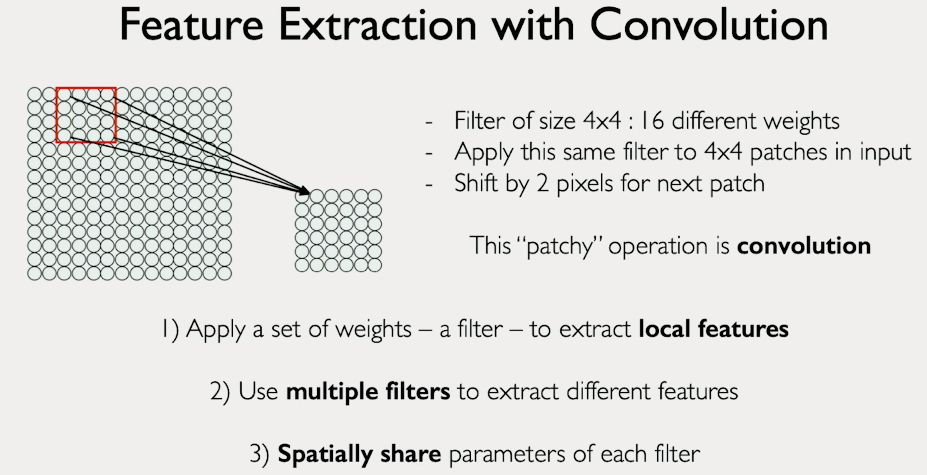 Feature Extraction with Convolution
- Filter of size 4x4 : 16 different weights
- Apply this same filter to 4x4 patches in input
- Shift by 2 pixels for next patch
This “patchy” operation is convolution
1) Apply a set of weights – a filter – to extract local features
2) Use multiple filters to extract different features
3) Spatially share parameters of each filter